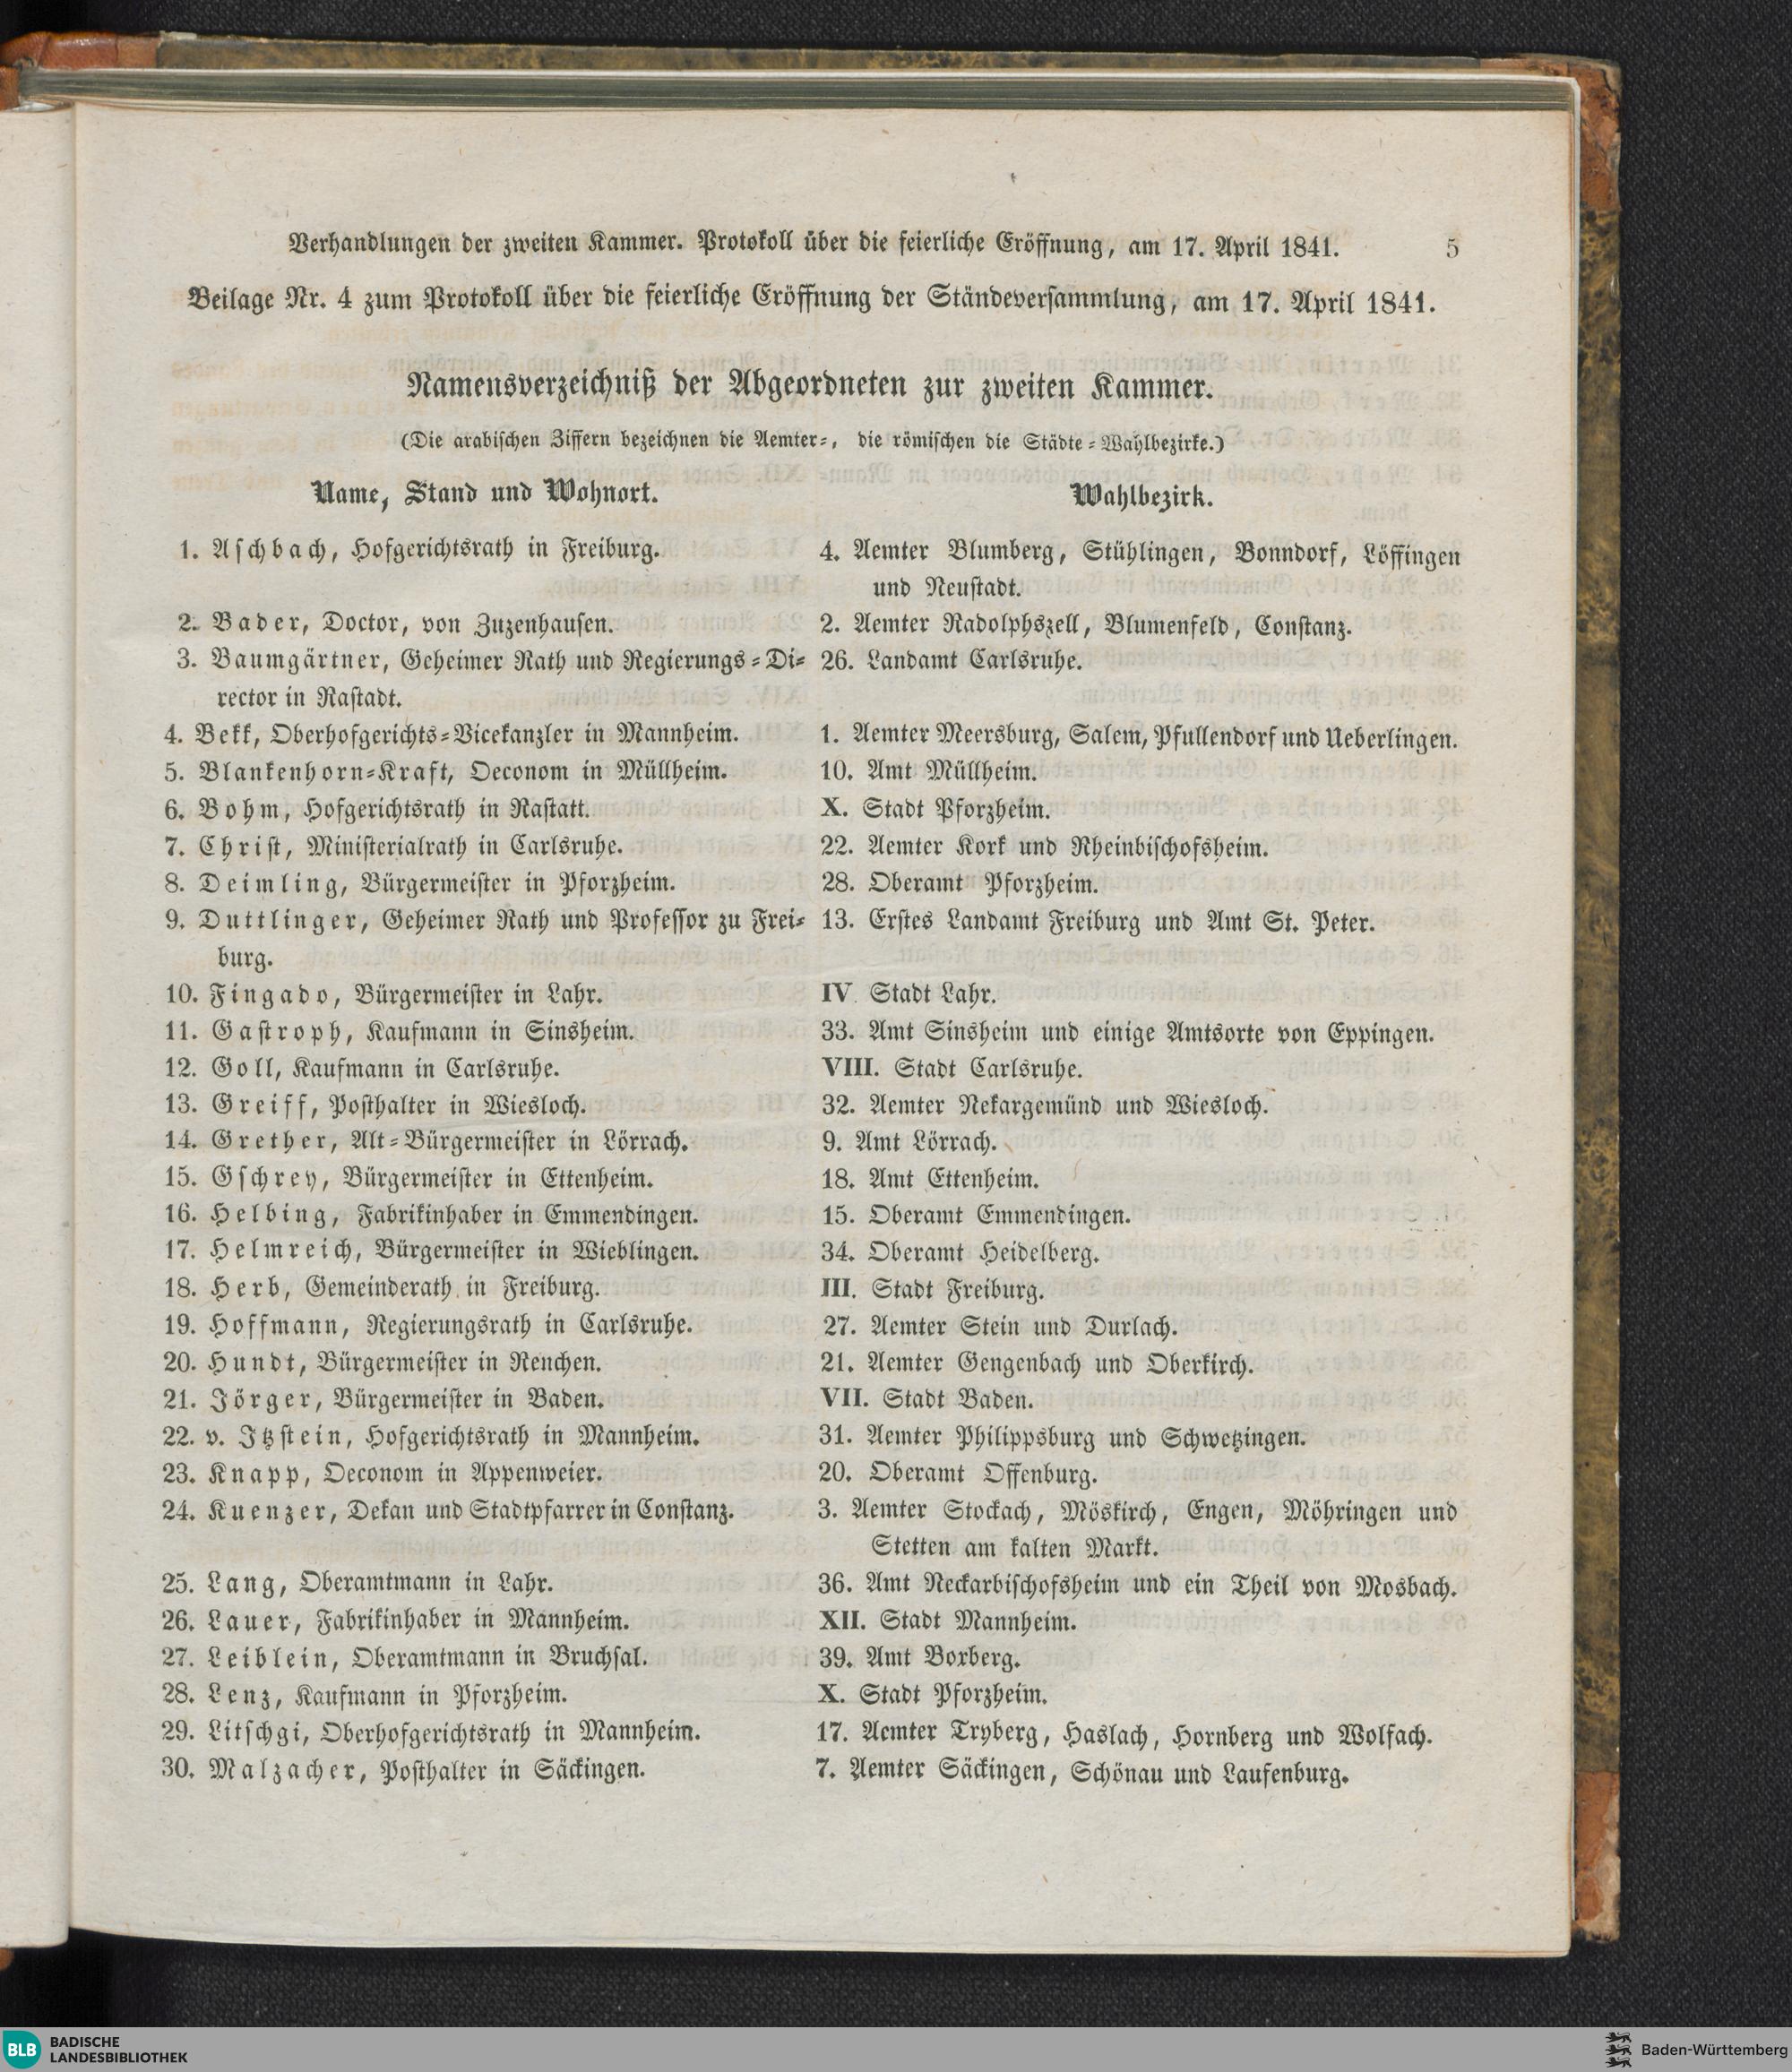 Verhandlungen der zweiten Kammer. Protokoll über die feierliche Eröffnung, am 17. April 1841. 5
Beilage Nr. 4 zum Protokoll über die feierliche Eröffnung der Ständeversammlung, am 17. April 1841.
Namensverzeichniß der Abgeordneten zur zweiten Kammer.
(Die arabischen Ziffern bezeichnen die Aemter-, die römischen die Städte-Wahlbezirke.)
Name, Stand und Wohnort. Wahlbezirk.
1. Aschbach, Hofgerichtsrath in Freiburg. 4. Aemter Blumberg, Stühlingen, Bonndorf, Löffingen
und Neustadt.
2. Bader, Doctor, von Zuzenhausen. 2. Aemter Radolphszell, Blumenfeld, Constanz.
3. Baumgärtner, Geheimer Rath und Regierungs-Di- 26. Landamt Carlsruhe.
rector in Rastadt.
4. Bekk, Oberhofgerichts-Vicekanzler in Mannheim. 1. Aemter Meersburg, Salem, Pfullendorf und Ueberlingen.
5. Blankenhorn-Kraft, Oeconom in Müllheim. 10. Amt Müllheim.
6. Bohm, Hofgerichtsrath in Rastatt. X. Stadt Pforzheim.
7. Christ, Ministerialrath in Carlsruhe. 22. Aemter Kork und Rheinbischofsheim.
8. Deimling, Bürgermeister in Pforzheim. 28. Oberamt Pforzheim.
9. Duttlinger, Geheimer Rath und Professor zu Frei- 13. Erstes Landamt Freiburg und Amt St. Peter.
burg.
10. Fingado, Bürgermeister in Lahr. IV Stadt Lahr.
11. Gastroph, Kaufmann in Sinsheim. 33. Amt Sinsheim und einige Amtsorte von Eppingen.
12. Goll, Kaufmann in Carlsruhe. VIII. Stadt Carlsruhe.
13. Greiff, Posthalter in Wiesloch. 32. Aemter Nekargemünd und Wiesloch.
14. Grether, Alt-Bürgermeister in Lörrach. 9. Amt Lörrach.
15. Gschrey, Bürgermeister in Ettenheim. 18. Amt Ettenheim.
16. Helbing, Fabrikinhaber in Emmendingen. 15. Oberamt Emmendingen.
17. Helmreich, Bürgermeister in Wieblingen. 34. Oberamt Heidelberg.
18. Herb, Gemeinderath in Freiburg. III. Stadt Freiburg.
19. Hoffmann, Regierungsrath in Carlsruhe. 27. Aemter Stein und Durlach.
20. Hundt, Bürgermeister in Renchen. 21. Aemter Gengenbach und Oberkirch.
21. Jörger, Bürgermeister in Baden. VII. Stadt Baden.
22. v. Itzstein, Hofgerichtsrath in Mannheim. 31. Aemter Philippsburg und Schwetzingen.
23. Knapp, Oeconom in Appenweier. 20. Oberamt Offenburg.
24. Kuenzer, Dekan und Stadtpfarrer in Constanz. 3. Aemter Stockach, Möskirch, Engen, Möhringen und
Stetten am kalten Markt.
25. Lang, Oberamtmann in Lahr. 36. Amt Neckarbischofsheim und ein Theil von Mosbach.
26. Lauer, Fabrikinhaber in Mannheim. XII. Stadt Mannheim.
27. Leiblein, Oberamtmann in Bruchsal. 39. Amt Boxberg.
28. Lenz, Kaufmann in Pforzheim. X. Stadt Pforzheim.
29. Litschgi, Oberhofgerichtsrath in Mannheim. 17. Aemter Tryberg, Haslach, Hornberg und Wolfach.
30. Malzacher, Posthalter in Säckingen. 7. Aemter Säckingen, Schönau und Laufenburg.
BLB BADISCHE
LANDESBIBLIOTHEK
Baden-Württemberg